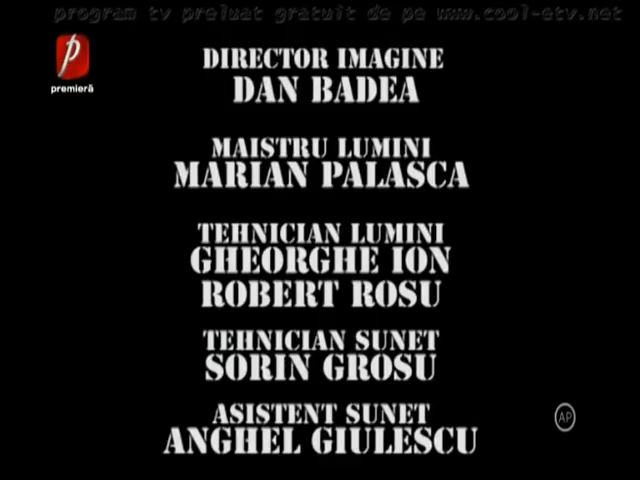 program tv preluat gratuit de pe www.cool-etv.net
p
premieră
DIRECTOR IMAGINE
DAN BADEA
MAISTRU LUMINI
MARIAN PALASCA
TEHNICIAN LUMINI
GHEORGHE ION
ROBERT ROSU
TEHNICIAN SUNET
SORIN GROSU
ASISTENT SUNET
ANGHEL GIULESCU
AP